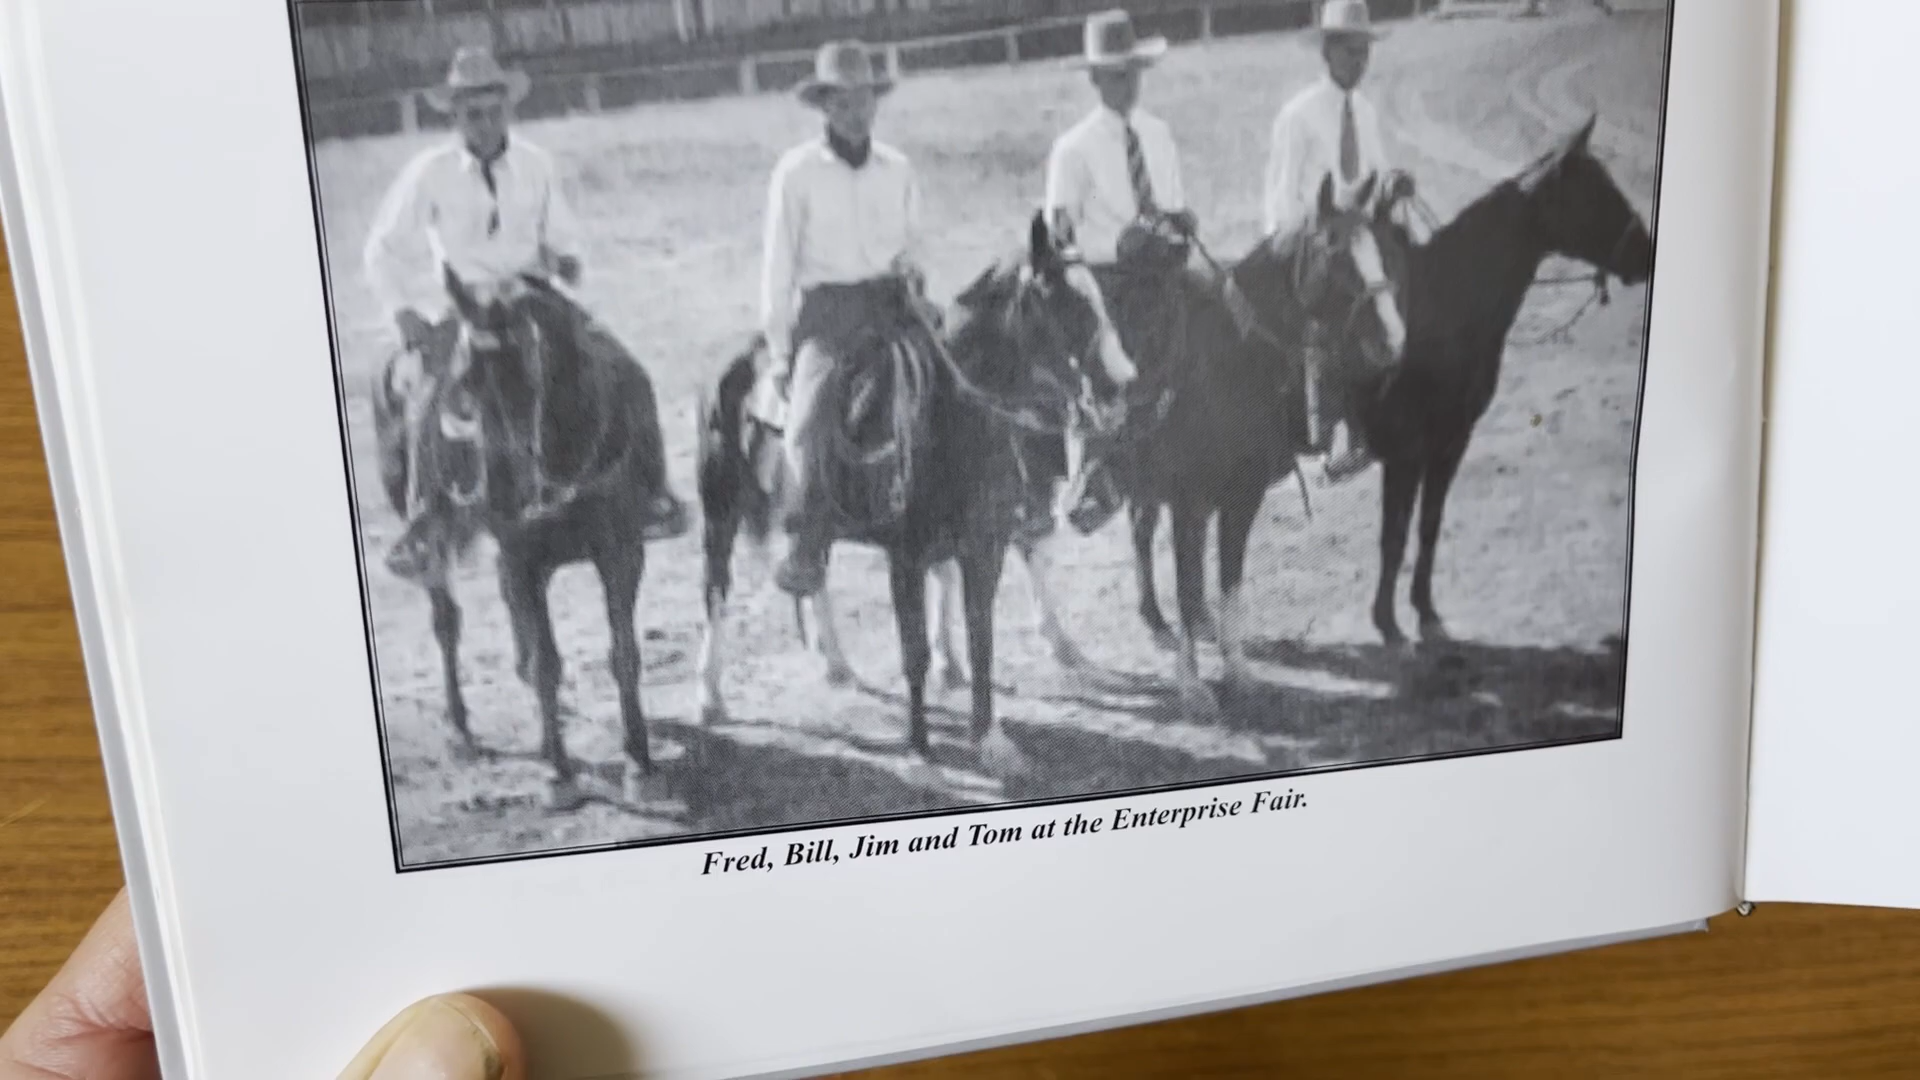 Fred, Bill, Jim and Tom at the Enterprise Fair.